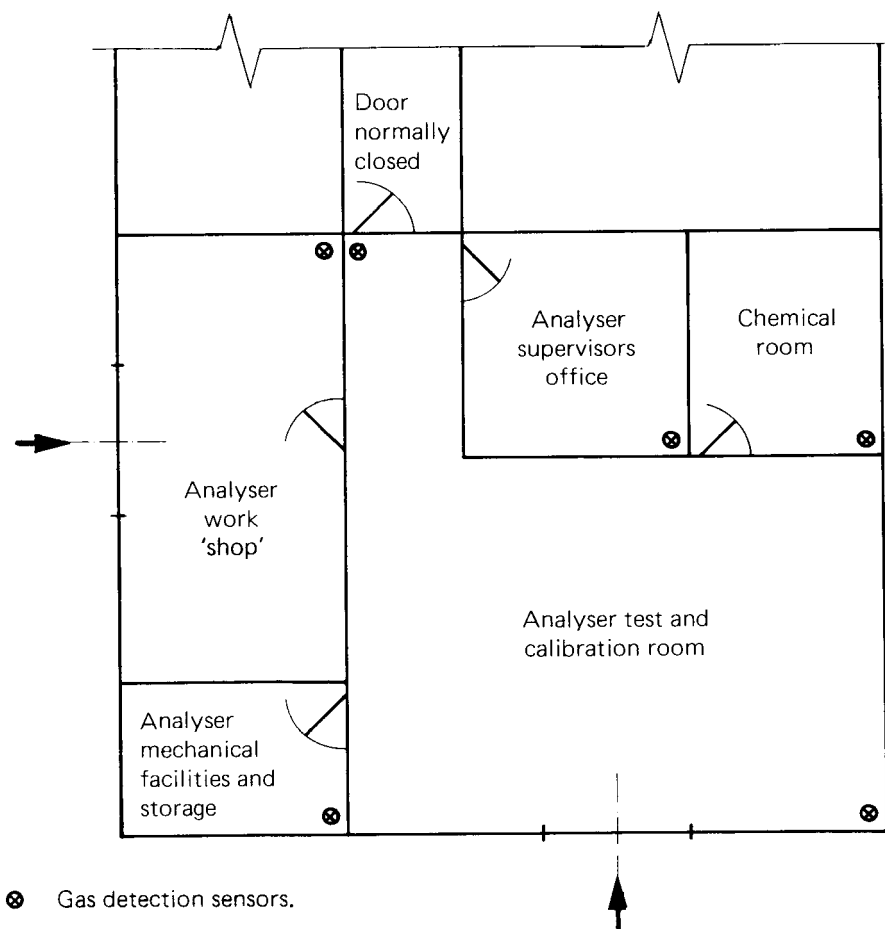 Door
normally
closed
Analyser
supervisors
office
Chemical
room
Analyser
work
‘shop’
Analyser test and
calibration room
Analyser
mechanical
facilities and
storage
Gas detection sensors.